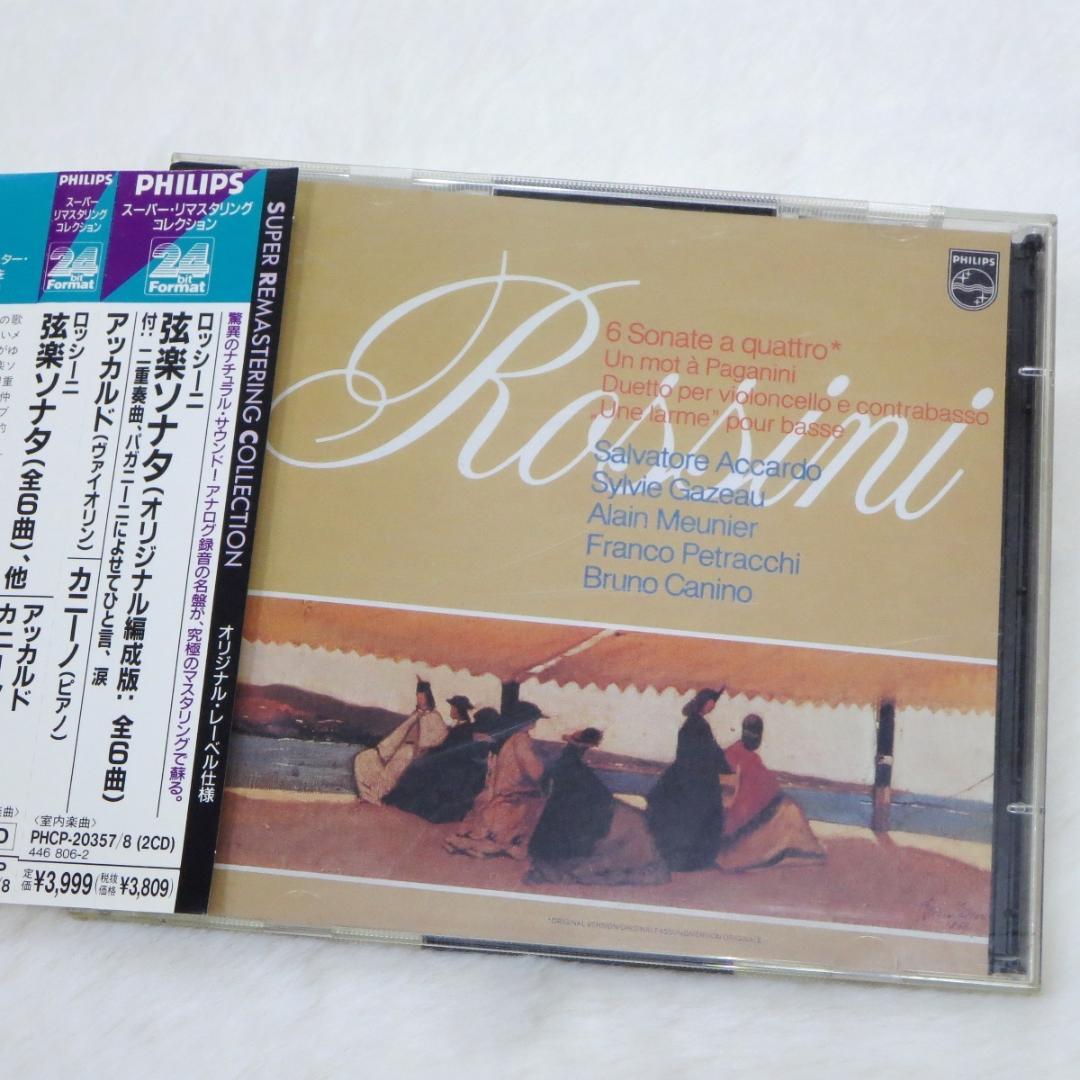 PHILIPS
スーパー・リマスタリング
コレクション
24
bit
Format
PHILIPS
スーパー
リマスタリング
コレクション
24
bit
Format
SUPER REMASTERING COLLECTION
オリジナル・レーベル仕様
驚異のナチュラル・サウンド! アナログ録音の名盤が、究極のマスタリングで蘇る。
ロッシーニ
弦楽ソナタ(オリジナル編成版: 全6曲)
付: 二重奏曲、パガニーニによせてひと言、涙
アッカルド(ヴァイオリン) カニーノ(ピアノ)
〈室内楽曲〉
PHCP-20357/8 (2CD)
446 806-2
定価¥3,999(税抜価格¥3,809)
ロッシーニ
弦楽ソナタ(全6曲)、他
アッカルド
PHILIPS
Rossini
6 Sonate a quattro*
Un mot à Paganini
Duetto per violoncello e contrabasso
„Une larme” pour basse
Salvatore Accardo
Sylvie Gazeau
Alain Meunier
Franco Petracchi
Bruno Canino
*ORIGINAL VERSION/ORIGINALFASSUNG/VERSION ORIGINALE